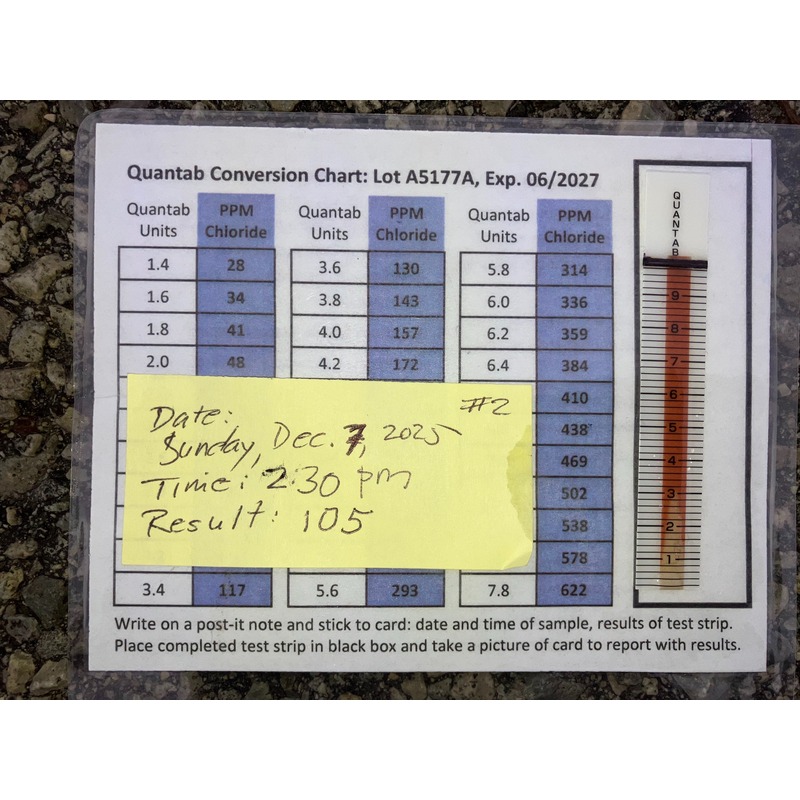 Quantab Conversion Chart: Lot A5177A, Exp. 06/2027
Quantab Units PPM Chloride Quantab Units PPM Chloride Quantab Units PPM Chloride
1.4 28 3.6 130 5.8 314
1.6 34 3.8 143 6.0 336
1.8 41 4.0 157 6.2 359
2.0 48 4.2 172 6.4 384
410
438
469
502
538
578
3.4 117 5.6 293 7.8 622
#2
Date:
Sunday, Dec. 7, 2025
Time: 2:30 pm
Result: 105
Write on a post-it note and stick to card: date and time of sample, results of test strip.
Place completed test strip in black box and take a picture of card to report with results.
QUANTAB
9
8
7
6
5
4
3
2
1